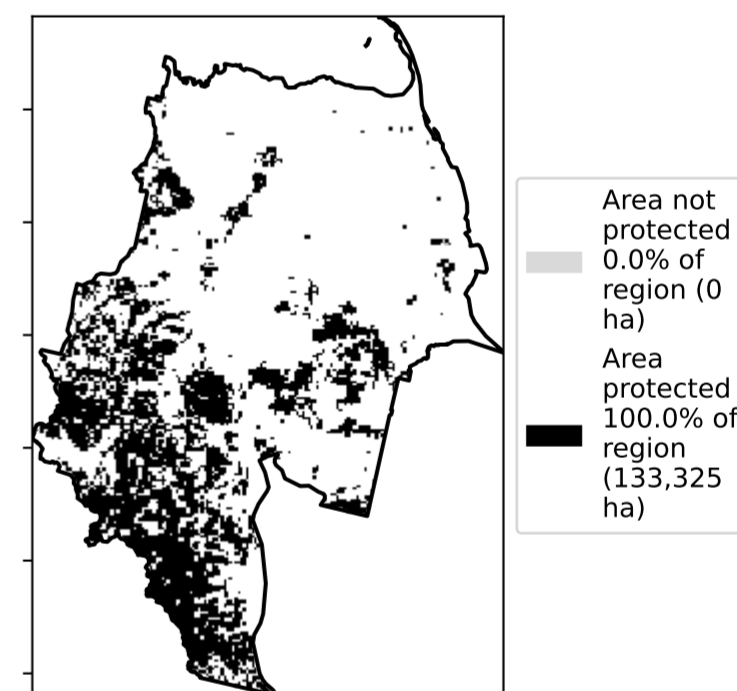 Area not
protected
0.0% of
region (0
ha)
Area
protected
100.0% of
region
(133,325
ha)